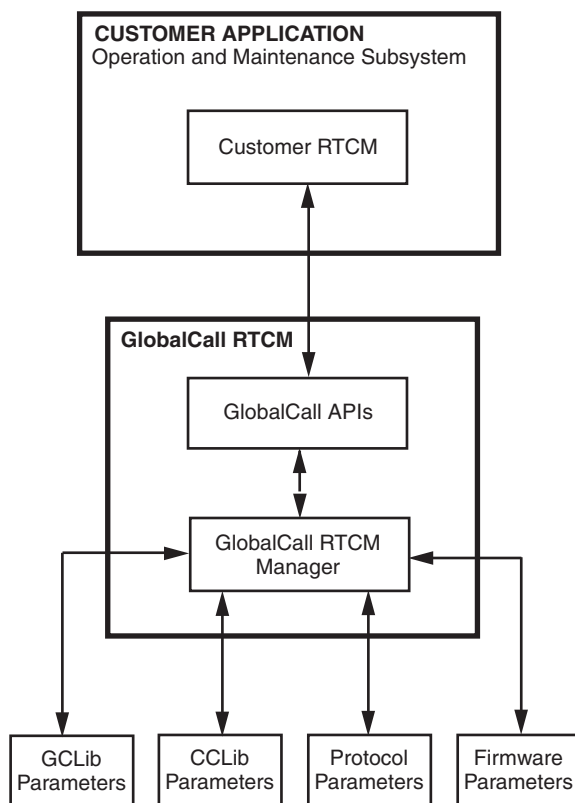 CUSTOMER APPLICATION
Operation and Maintenance Subsystem
Customer RTCM
GlobalCall RTCM
GlobalCall APIs
GlobalCall RTCM
Manager
GCLib
Parameters
CCLib
Parameters
Protocol
Parameters
Firmware
Parameters